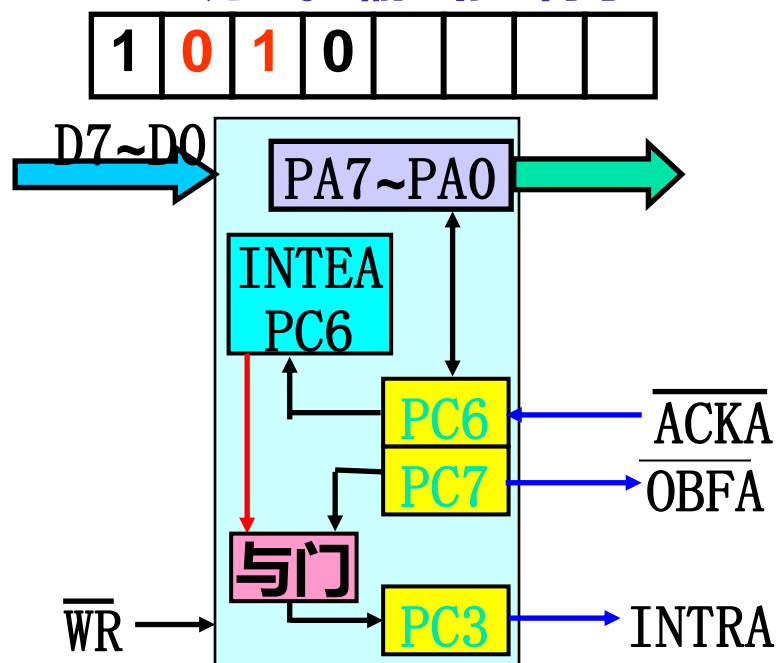 1 0 1 0
D7~D0
PA7~PA0
INTEA
PC6
PC6
ACKA
PC7
OBFA
与门
WR
PC3
INTRA